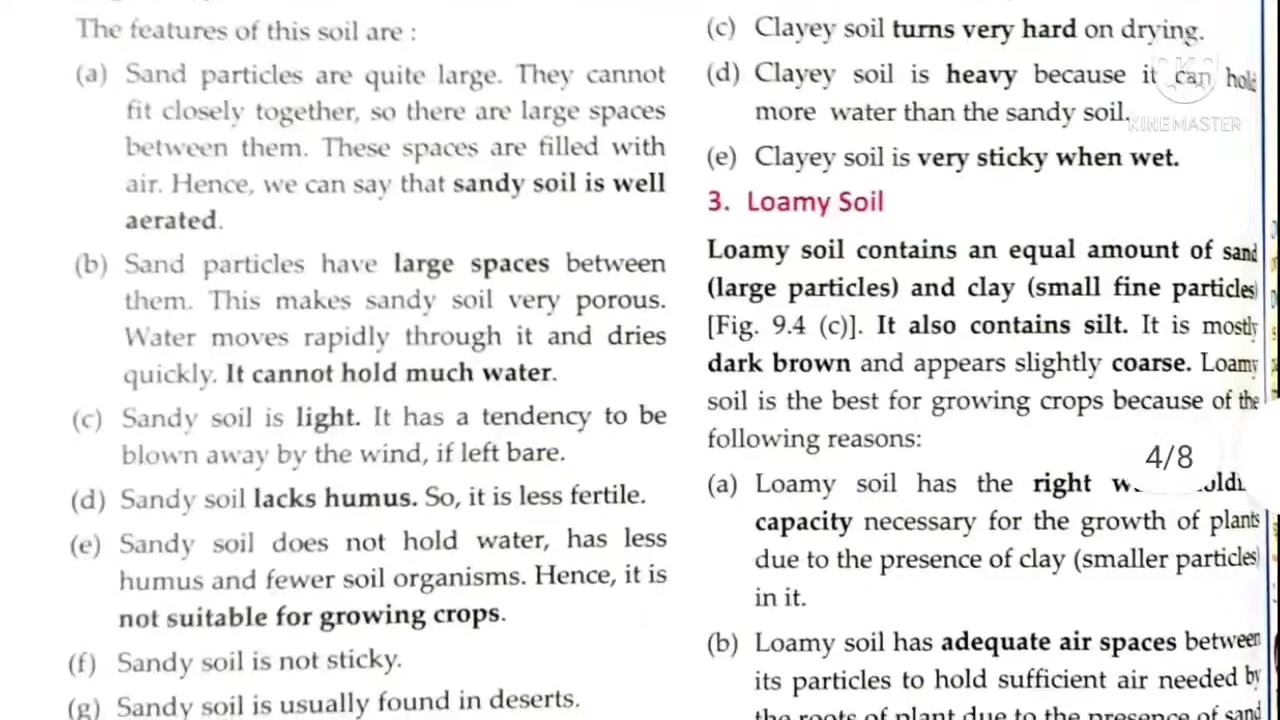 The features of this soil are :
(a) Sand particles are quite large. They cannot
fit closely together, so there are large spaces
between them. These spaces are filled with
air. Hence, we can say that sandy soil is well
aerated.
(b) Sand particles have large spaces between
them. This makes sandy soil very porous.
Water moves rapidly through it and dries
quickly. It cannot hold much water.
(c) Sandy soil is light. It has a tendency to be
blown away by the wind, if left bare.
(d) Sandy soil lacks humus. So, it is less fertile.
(e) Sandy soil does not hold water, has less
humus and fewer soil organisms. Hence, it is
not suitable for growing crops.
(f) Sandy soil is not sticky.
(g) Sandy soil is usually found in deserts.
(c) Clayey soil turns very hard on drying.
(d) Clayey soil is heavy because it can hold
more water than the sandy soil.
(e) Clayey soil is very sticky when wet.
3. Loamy Soil
Loamy soil contains an equal amount of sand
(large particles) and clay (small fine particles)
[Fig. 9.4 (c)]. It also contains silt. It is mostly
dark brown and appears slightly coarse. Loamy
soil is the best for growing crops because of the
following reasons:
(a) Loamy soil has the right
capacity necessary for the growth of plants
due to the presence of clay (smaller particles)
in it.
(b) Loamy soil has adequate air spaces between
its particles to hold sufficient air needed by
the roots of plant due to the presence of sand
KINEMASTER
4/8